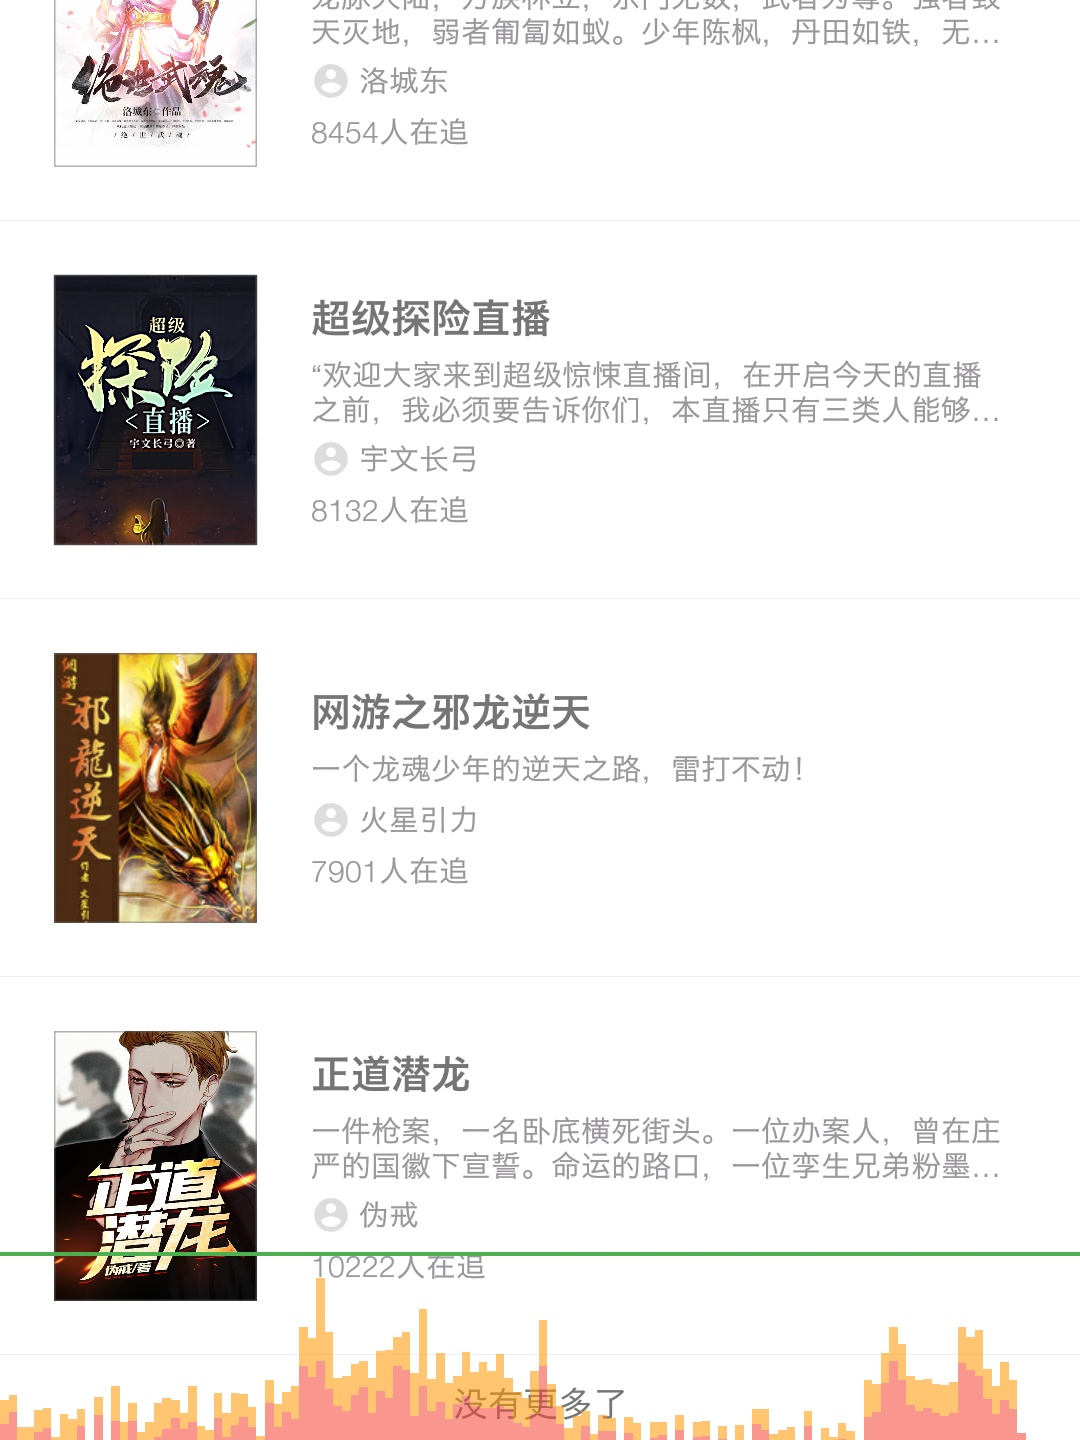 天灭地，弱者匍匐如蚁。少年陈枫，丹田如铁，无…
绝世武魂
洛城东 作品
/ 绝 / 世 / 武 / 魂 /
洛城东
8454人在追
超级
探险
<直播>
宇文长弓◎著
超级探险直播
“欢迎大家来到超级惊悚直播间，在开启今天的直播
之前，我必须要告诉你们，本直播只有三类人能够…
宇文长弓
8132人在追
網游之
邪龍逆天
作者 火星引
网游之邪龙逆天
一个龙魂少年的逆天之路，雷打不动！
火星引力
7901人在追
正道
潜龙
伪戒/著
正道潜龙
一件枪案，一名卧底横死街头。一位办案人，曾在庄
严的国徽下宣誓。命运的路口，一位孪生兄弟粉墨…
伪戒
10222人在追
没有更多了